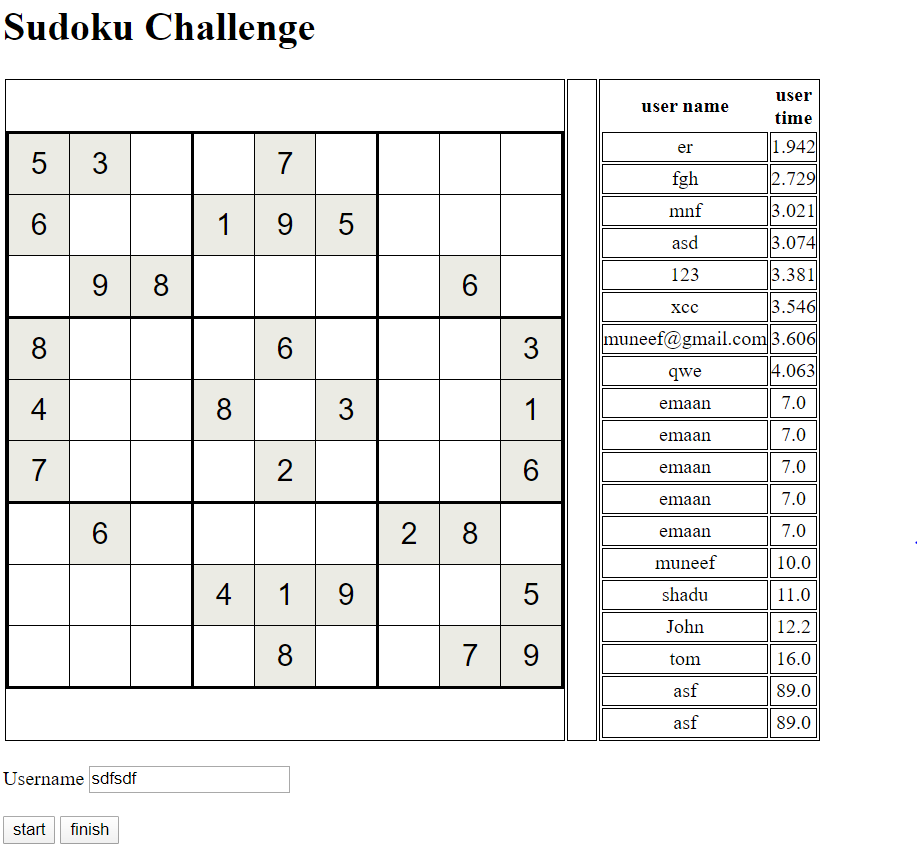 Sudoku Challenge
5 3 7
6 1 9 5
9 8 6
8 6 3
4 8 3 1
7 2 6
6 2 8
4 1 9 5
8 7 9
user name user time
er 1.942
fgh 2.729
mnf 3.021
asd 3.074
123 3.381
xcc 3.546
muneef@gmail.com 3.606
qwe 4.063
emaan 7.0
emaan 7.0
emaan 7.0
emaan 7.0
emaan 7.0
muneef 10.0
shadu 11.0
John 12.2
tom 16.0
asf 89.0
asf 89.0
Username sdfsdf
start finish